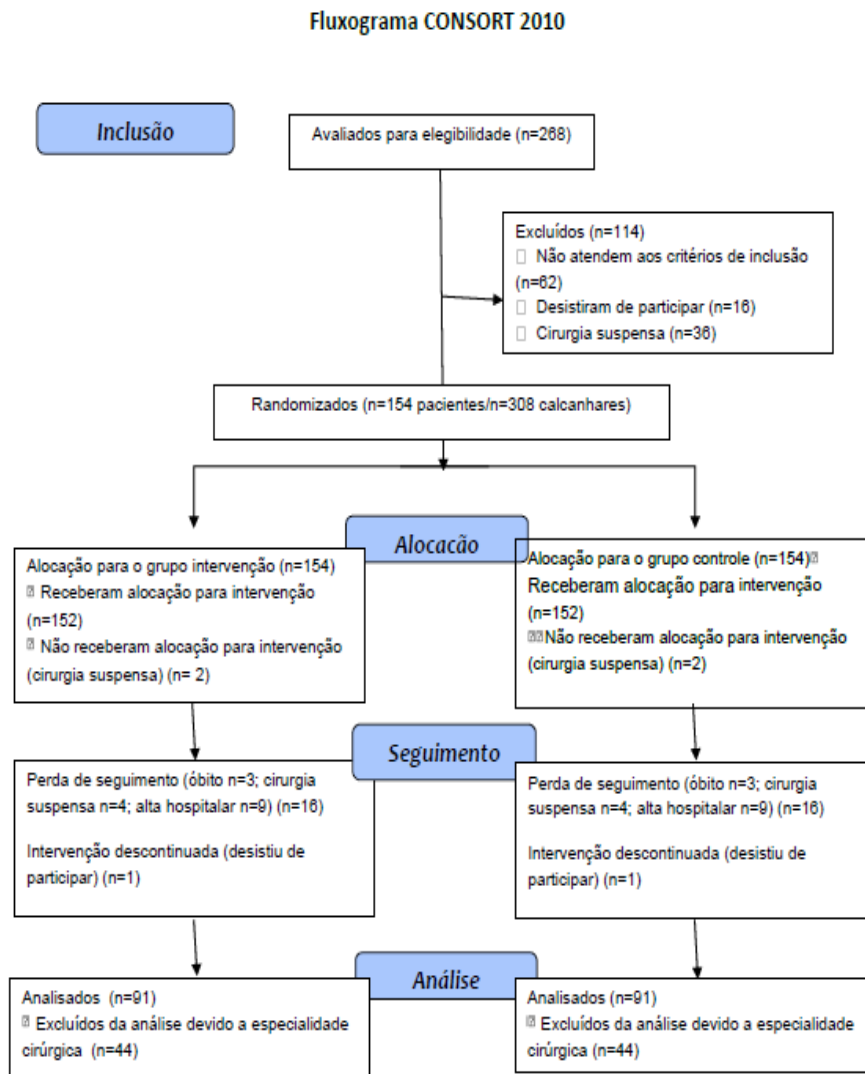 Fluxograma CONSORT 2010
Inclusão
Avaliados para elegibilidade (n=268)
Excluídos (n=114)
Não atendem aos critérios de inclusão
(n=62)
Desistiram de participar (n=16)
Cirurgia suspensa (n=36)
Randomizados (n=154 pacientes/n=308 calcanhares)
Alocacão
Alocação para o grupo intervenção (n=154)
Receberam alocação para intervenção
(n=152)
Não receberam alocação para intervenção
(cirurgia suspensa) (n= 2)
Alocação para o grupo controle (n=154)
Receberam alocação para intervenção
(n=152)
Não receberam alocação para intervenção
(cirurgia suspensa) (n=2)
Seguimento
Perda de seguimento (óbito n=3; cirurgia
suspensa n=4; alta hospitalar n=9) (n=16)
Intervenção descontinuada (desistiu de
participar) (n=1)
Perda de seguimento (óbito n=3; cirurgia
suspensa n=4; alta hospitalar n=9) (n=16)
Intervenção descontinuada (desistiu de
participar) (n=1)
Análise
Analisados (n=91)
Excluídos da análise devido a especialidade
cirúrgica (n=44)
Analisados (n=91)
Excluídos da análise devido a especialidade
cirúrgica (n=44)